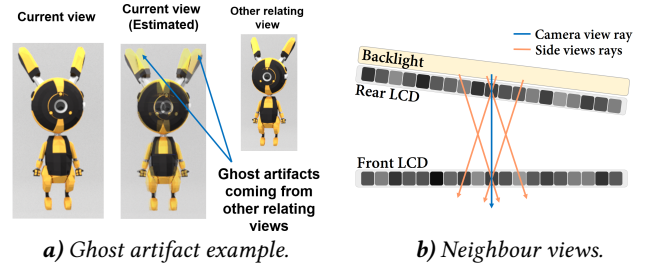 Current view
Current view
(Estimated)
Other relating
view
Ghost artifacts
coming from
other relating
views
a) Ghost artifact example.
Camera view ray
Side views rays
Backlight
Rear LCD
Front LCD
b) Neighbour views.